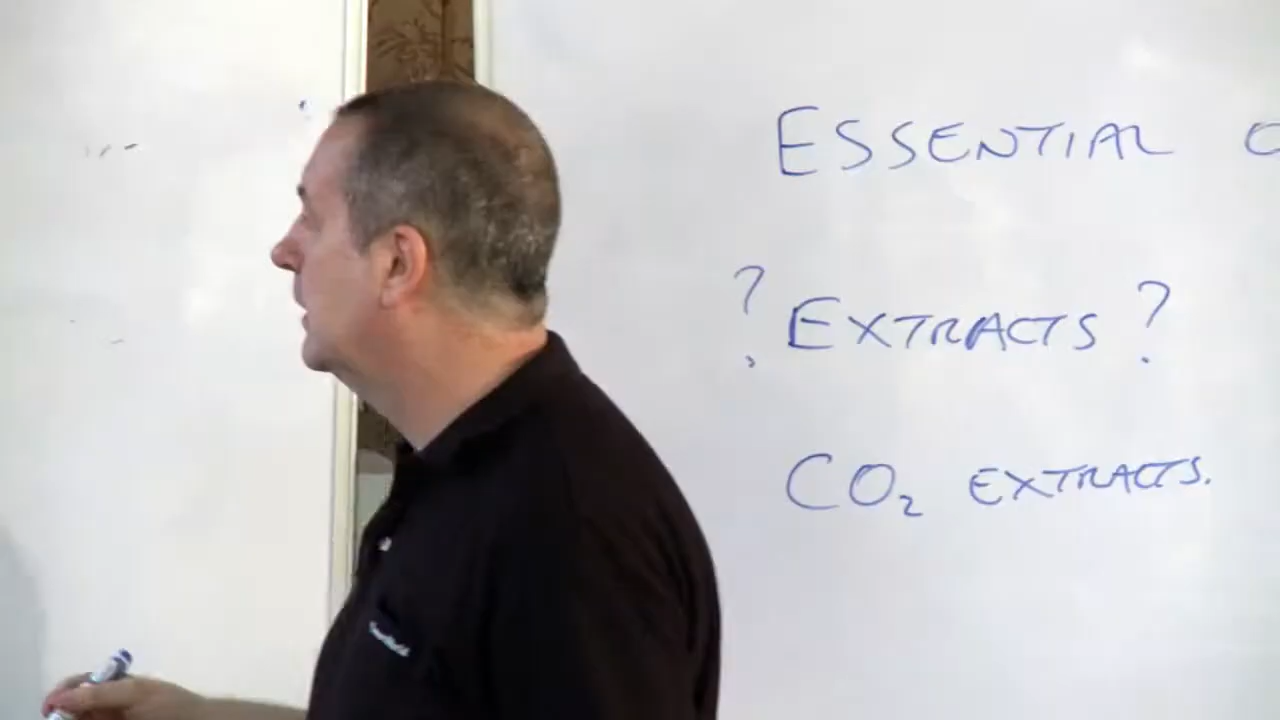 ESSENTIAL O
? EXTRACTS ?
CO₂ EXTRACTS.